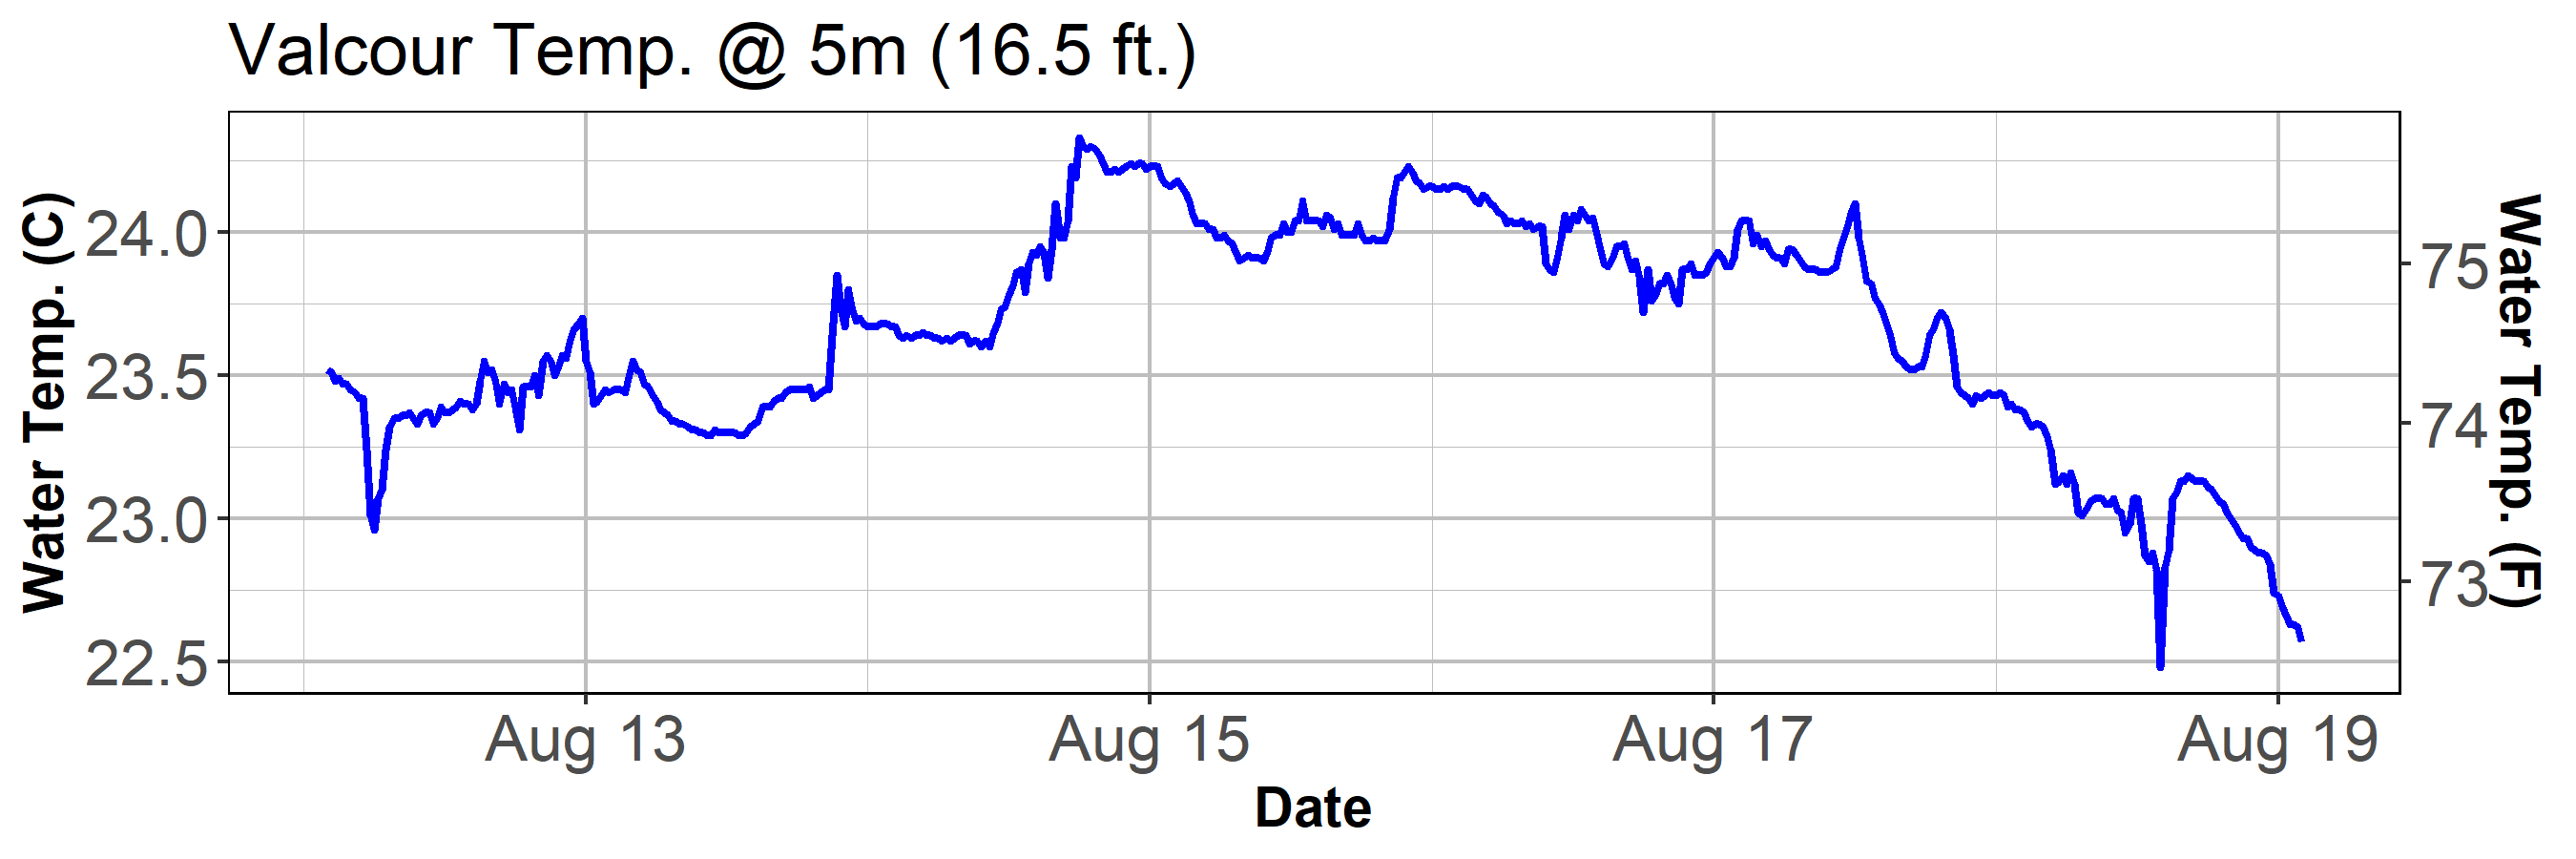 Valcour Temp. @ 5m (16.5 ft.)
Water Temp. (C)
24.0
23.5
23.0
22.5
75
74
73
Water Temp. (F)
Aug 13
Aug 15
Aug 17
Aug 19
Date